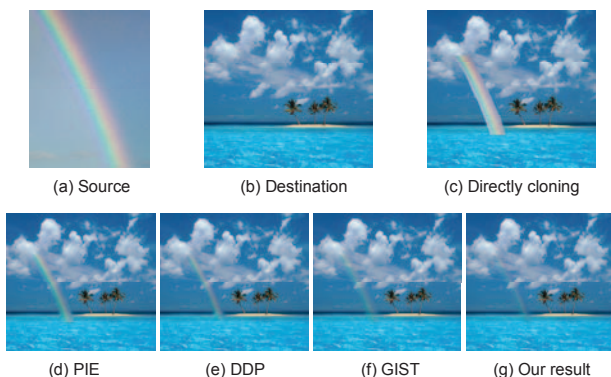 (a) Source
(b) Destination
(c) Directly cloning
(d) PIE
(e) DDP
(f) GIST
(g) Our result